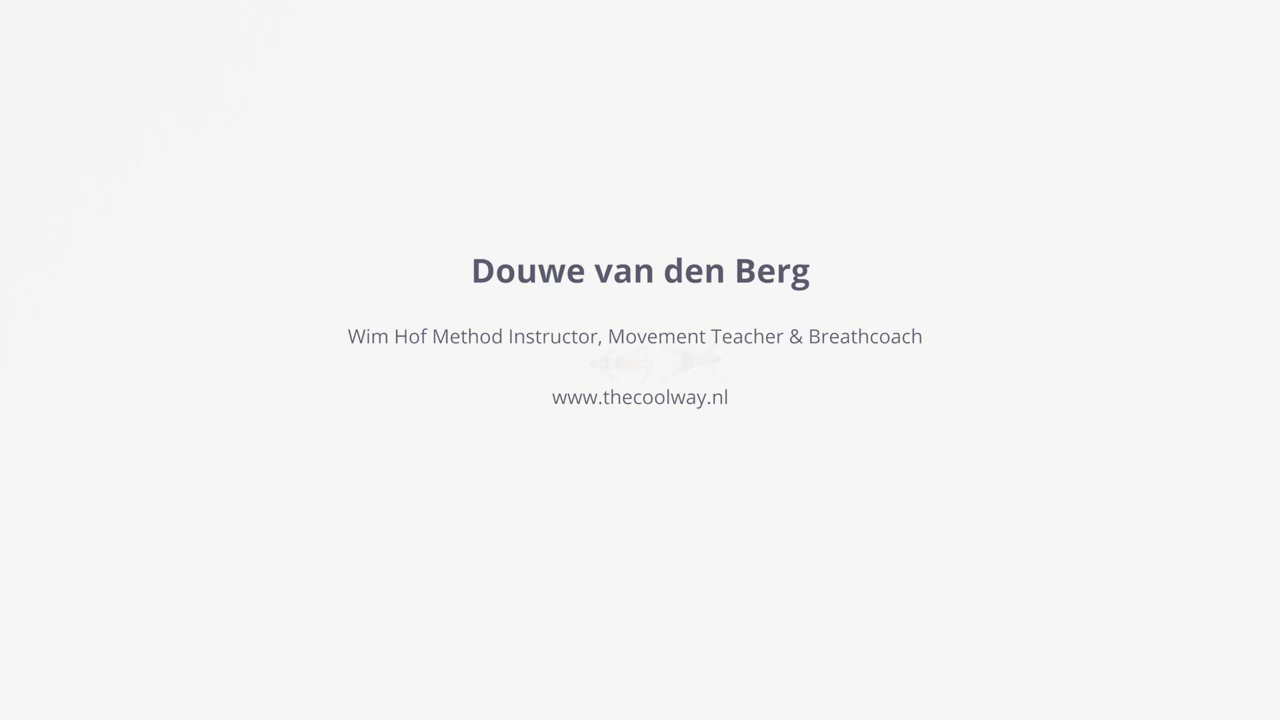 Douwe van den Berg
Wim Hof Method Instructor, Movement Teacher & Breathcoach
www.thecoolway.nl